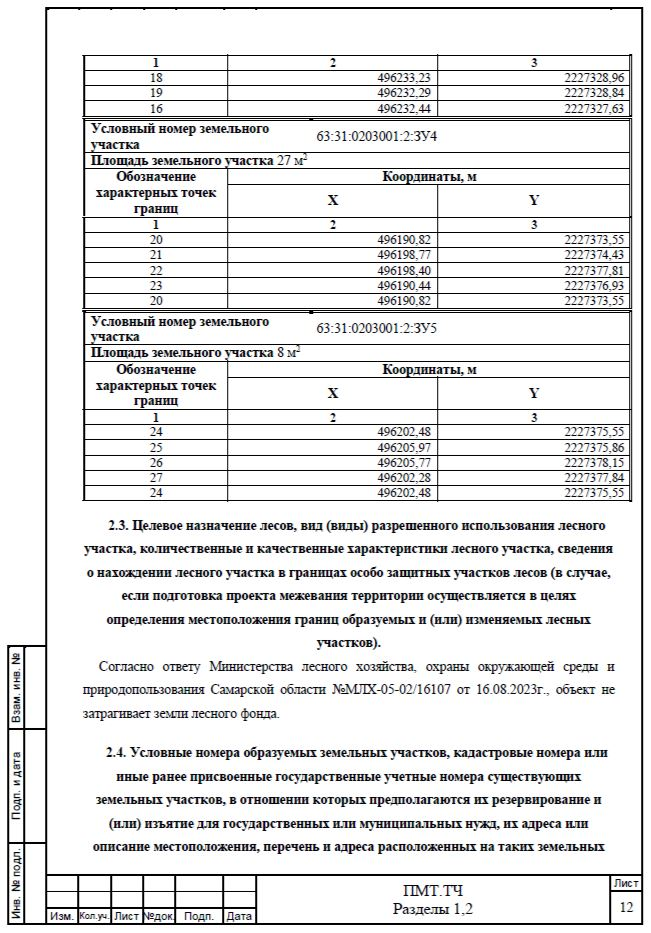 1 2 3
18 496233,23 2227328,96
19 496232,29 2227328,84
16 496232,44 2227327,63
Условный номер земельного
участка 63:31:0203001:2:ЗУ4
Площадь земельного участка 27 м²
Обозначение
характерных точек
границ
Координаты, м
X Y
1 2 3
20 496190,82 2227373,55
21 496198,77 2227374,43
22 496198,40 2227377,81
23 496190,44 2227376,93
20 496190,82 2227373,55
Условный номер земельного
участка 63:31:0203001:2:ЗУ5
Площадь земельного участка 8 м²
Обозначение
характерных точек
границ
Координаты, м
X Y
1 2 3
24 496202,48 2227375,55
25 496205,97 2227375,86
26 496205,77 2227378,15
27 496202,28 2227377,84
24 496202,48 2227375,55
2.3. Целевое назначение лесов, вид (виды) разрешенного использования лесного
участка, количественные и качественные характеристики лесного участка, сведения
о нахождении лесного участка в границах особо защитных участков лесов (в случае,
если подготовка проекта межевания территории осуществляется в целях
определения местоположения границ образуемых и (или) изменяемых лесных
участков).
Согласно ответу Министерства лесного хозяйства, охраны окружающей среды и
природопользования Самарской области №МЛХ-05-02/16107 от 16.08.2023г., объект не
затрагивает земли лесного фонда.
2.4. Условные номера образуемых земельных участков, кадастровые номера или
иные ранее присвоенные государственные учетные номера существующих
земельных участков, в отношении которых предполагаются их резервирование и
(или) изъятие для государственных или муниципальных нужд, их адреса или
описание местоположения, перечень и адреса расположенных на таких земельных
Взам. инв. №
Подп. и дата
Инв. № подл.
Изм. Кол.уч. Лист №док. Подп. Дата
ПМТ.ТЧ
Разделы 1,2
Лист
12